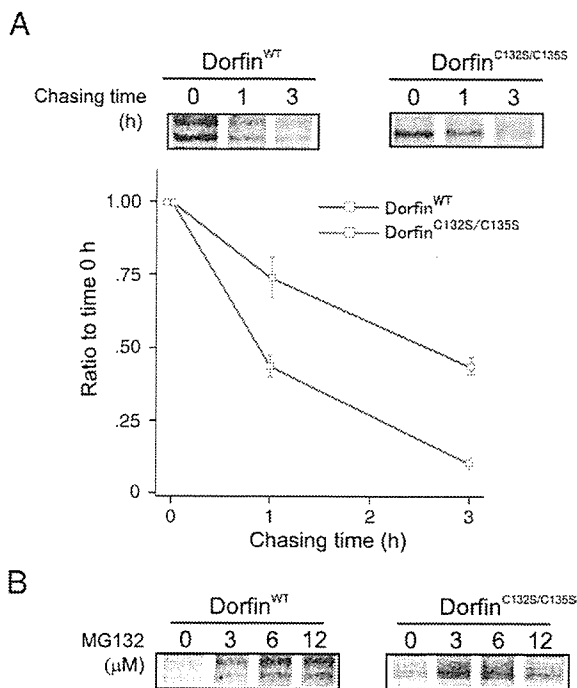 A
Dorfin^WT Dorfin^C132S/C135S
Chasing time (h) 0 1 3 0 1 3
1.00
.75
.50
.25
0
Ratio to time 0 h
Dorfin^WT
Dorfin^C132S/C135S
0 1 2 3
Chasing time (h)
B
Dorfin^WT Dorfin^C132S/C135S
MG132 (μM) 0 3 6 12 0 3 6 12